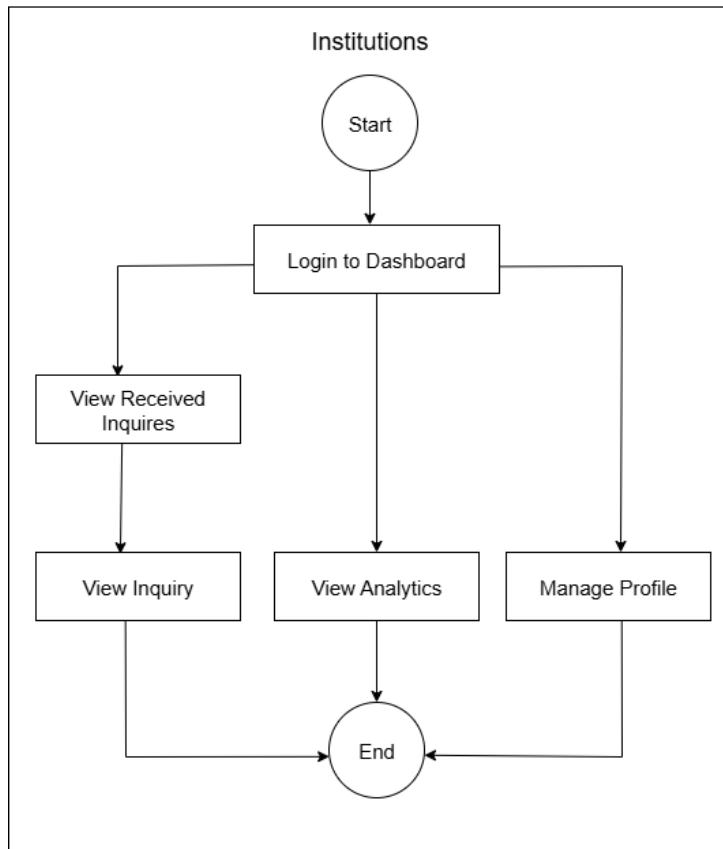 Institutions
Start
Login to Dashboard
View Received
Inquires
View Inquiry
View Analytics
Manage Profile
End